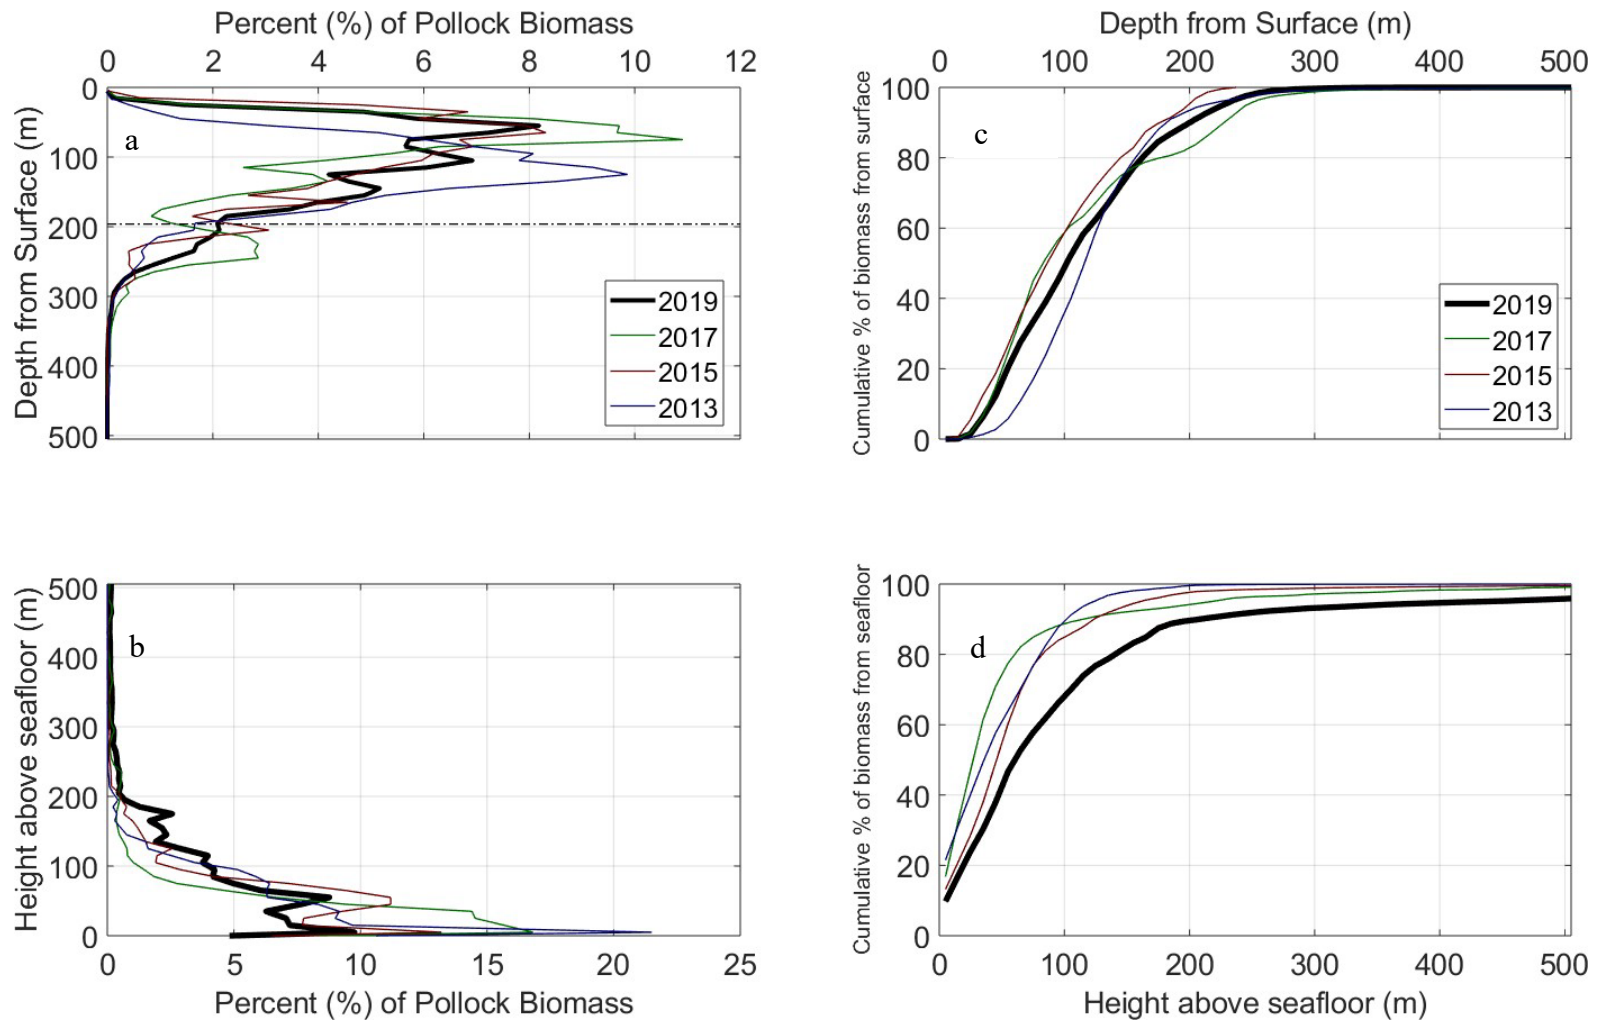 Percent (%) of Pollock Biomass
0 2 4 6 8 10 12
Depth from Surface (m)
0
100
200
300
400
500
a
2019
2017
2015
2013
Depth from Surface (m)
0 100 200 300 400 500
Cumulative % of biomass from surface
100
80
60
40
20
0
c
2019
2017
2015
2013
Height above seafloor (m)
500
400
300
200
100
0
b
0 5 10 15 20 25
Percent (%) of Pollock Biomass
Cumulative % of biomass from seafloor
100
80
60
40
20
0
d
0 100 200 300 400 500
Height above seafloor (m)